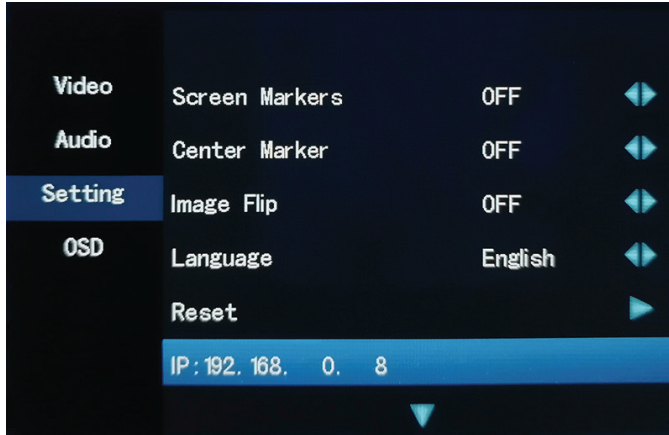 Video
Audio
Setting
OSD
Screen Markers OFF
Center Marker OFF
Image Flip OFF
Language English
Reset
IP:192. 168. 0. 8